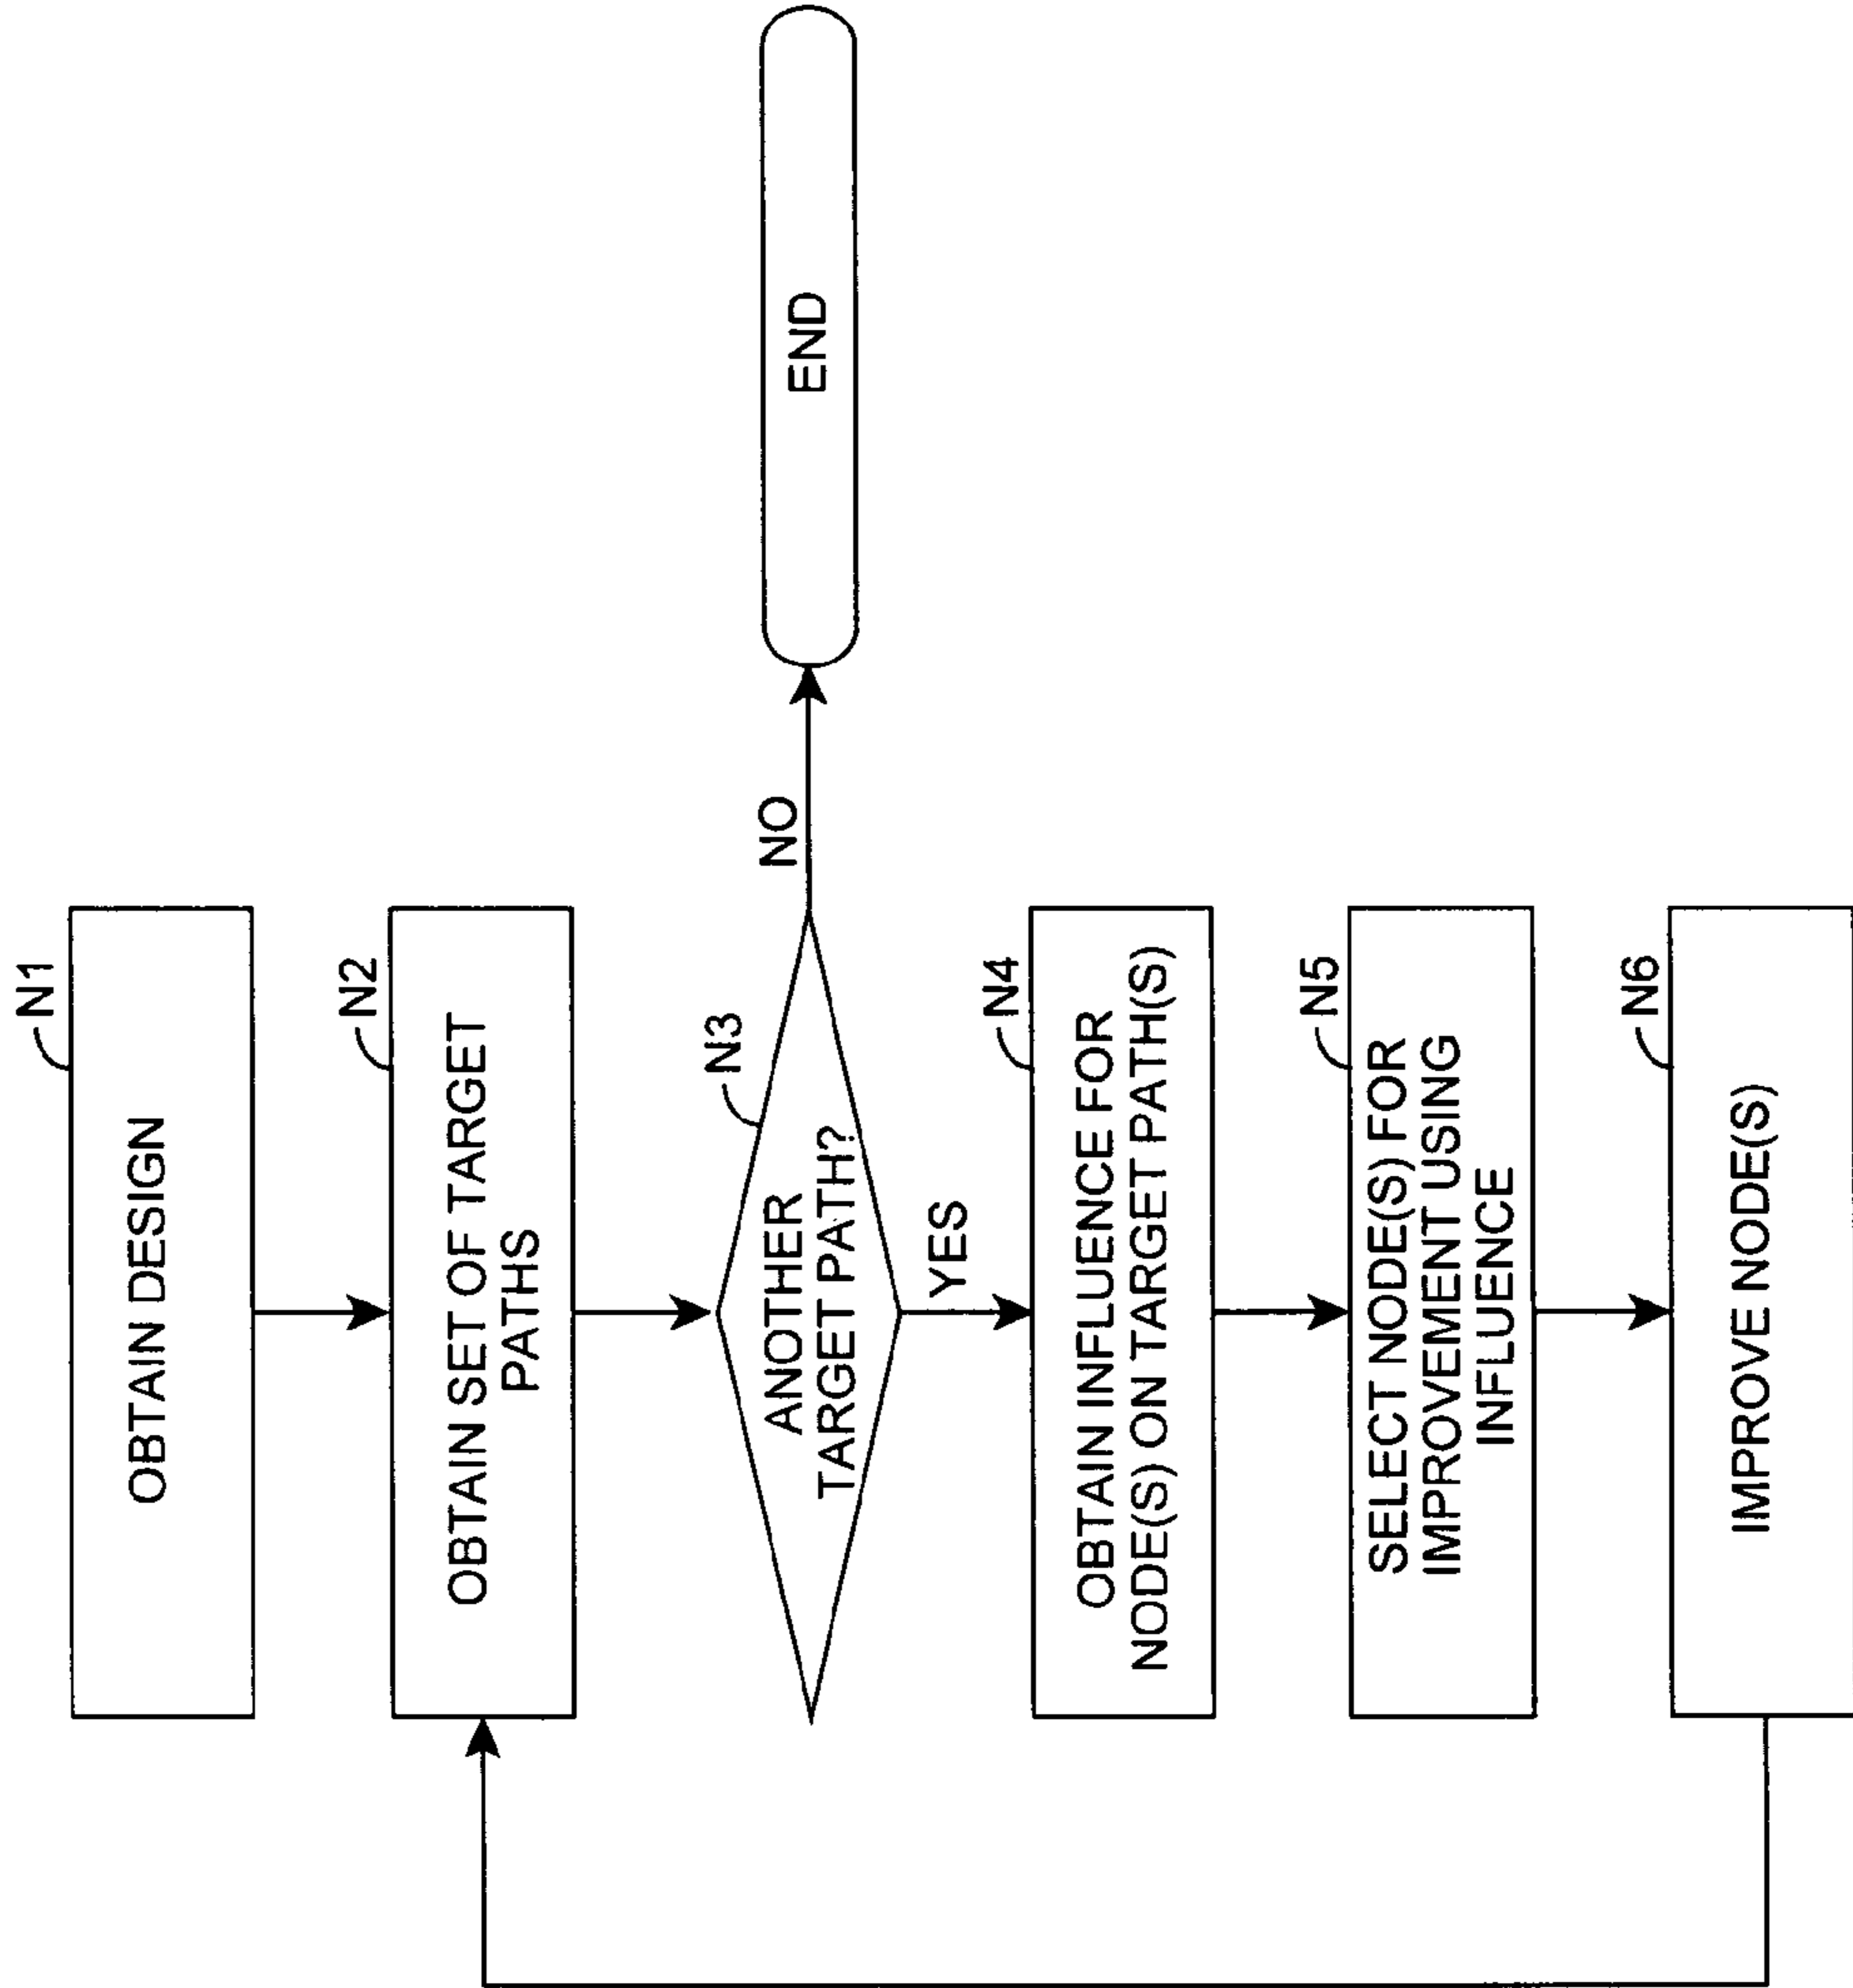 N1
OBTAIN DESIGN
N2
OBTAIN SET OF TARGET
PATHS
N3
ANOTHER
TARGET PATH?
NO
END
YES
N4
OBTAIN INFLUENCE FOR
NODE(S) ON TARGET PATH(S)
N5
SELECT NODE(S) FOR
IMPROVEMENT USING
INFLUENCE
N6
IMPROVE NODE(S)